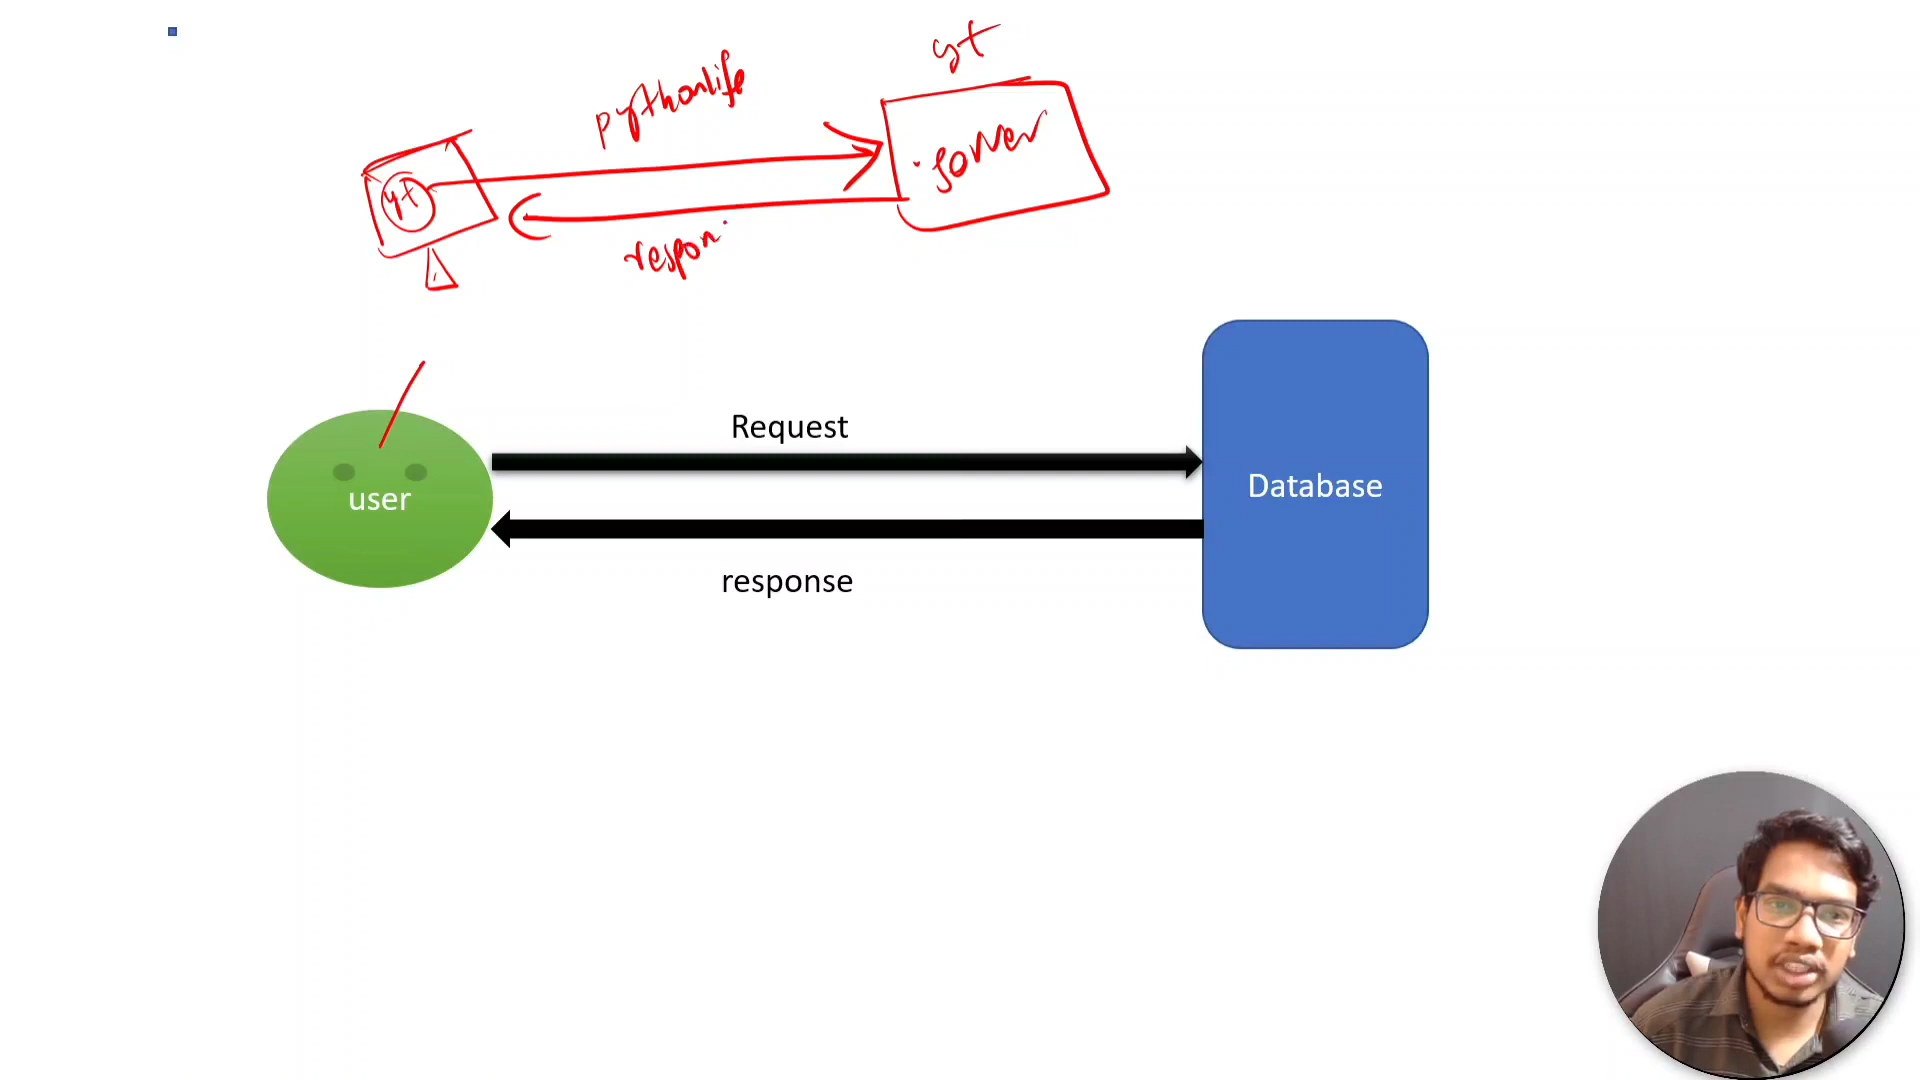 yt
pythonlife
server
yt
respon
Request
user
Database
response